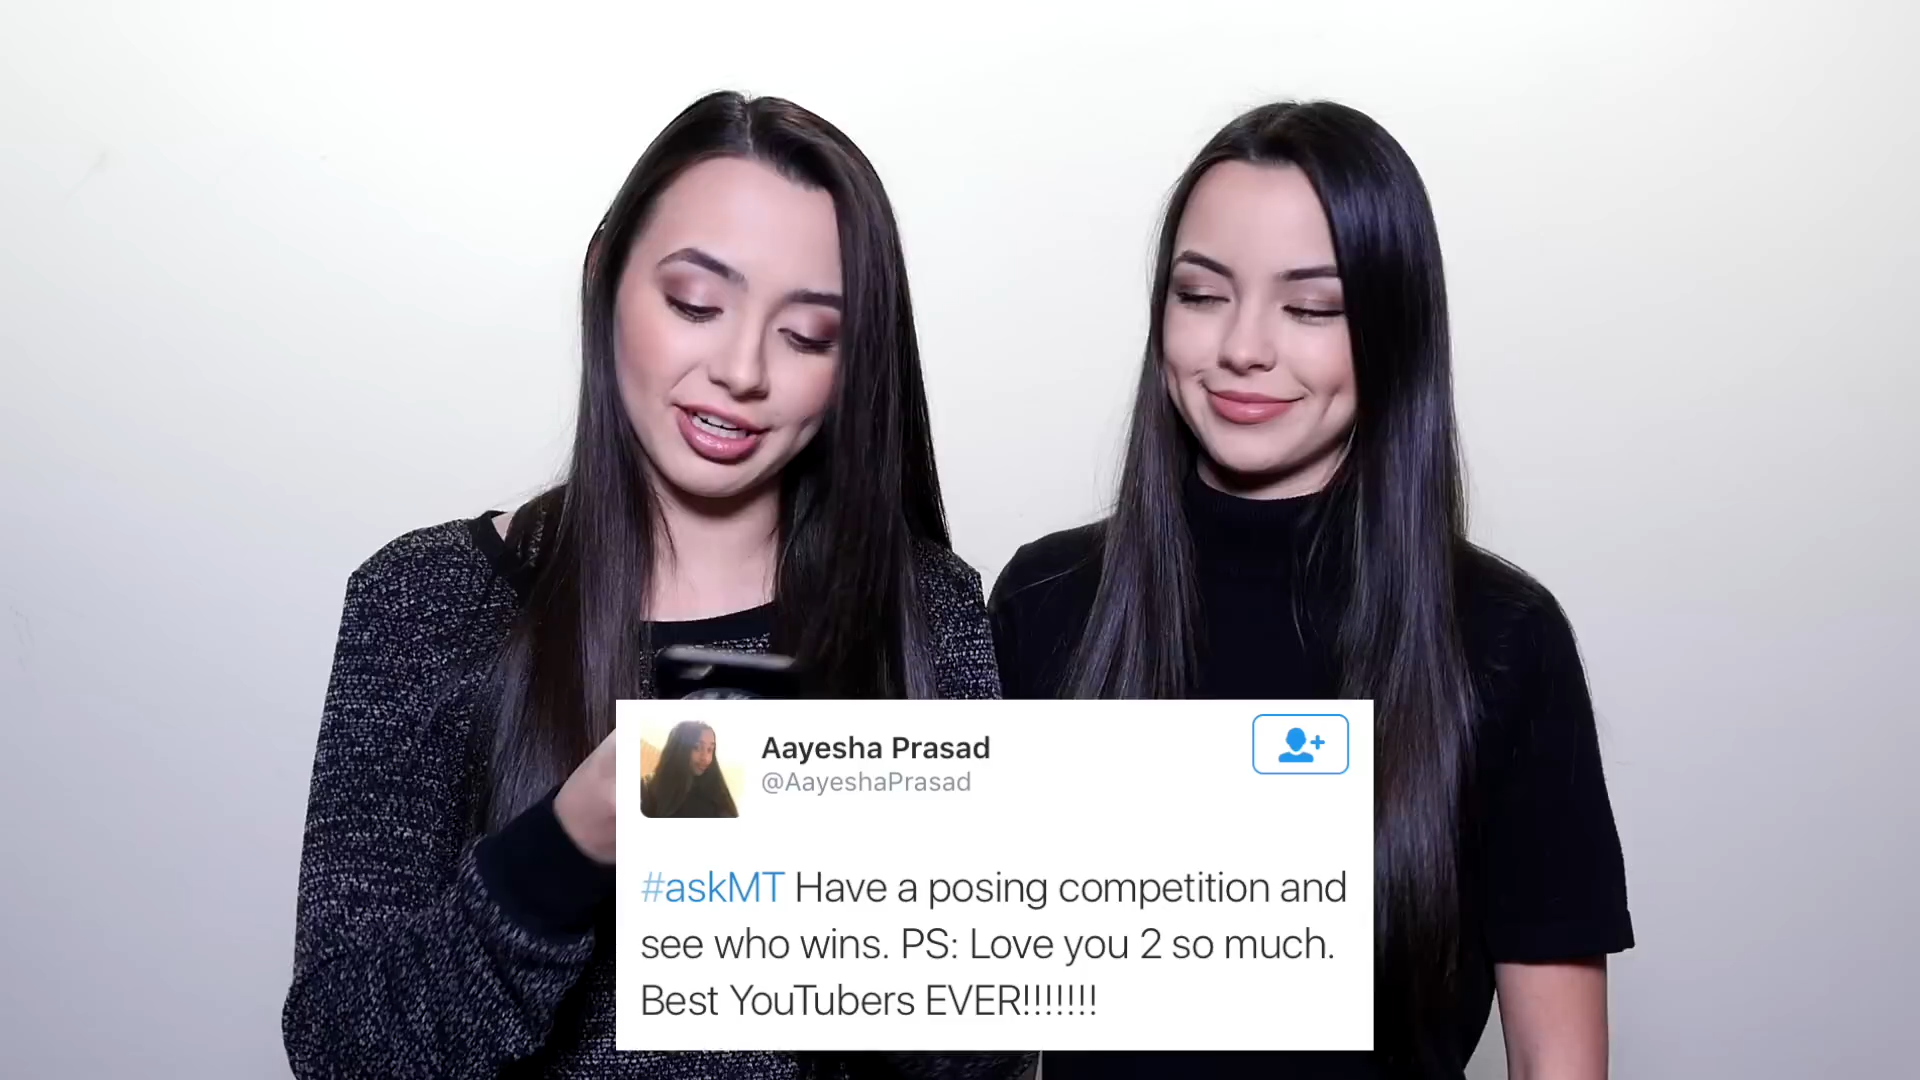 Aayesha Prasad
@AayeshaPrasad
#askMT Have a posing competition and
see who wins. PS: Love you 2 so much.
Best YouTubers EVER!!!!!!!